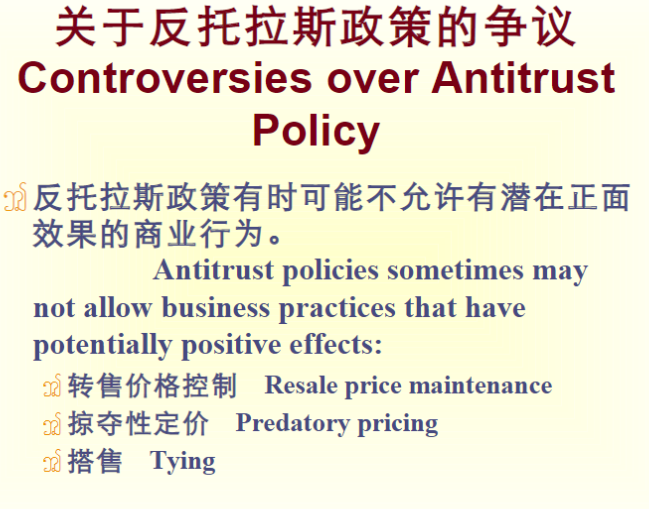 关于反托拉斯政策的争议
Controversies over Antitrust
Policy
反托拉斯政策有时可能不允许有潜在正面
效果的商业行为。
Antitrust policies sometimes may
not allow business practices that have
potentially positive effects:
转售价格控制 Resale price maintenance
掠夺性定价 Predatory pricing
搭售 Tying